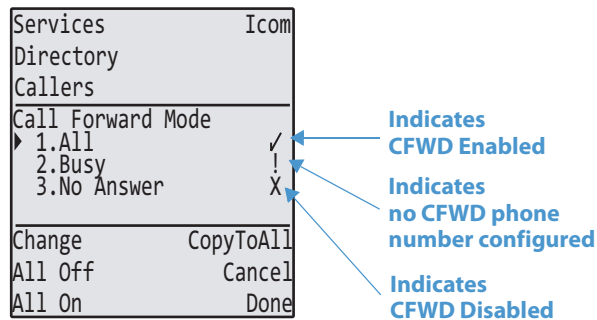 Services Icom
Directory
Callers
Call Forward Mode
1.All ✓
2.Busy !
3.No Answer X
Change CopyToAll
All Off Cancel
All On Done
Indicates
CFWD Enabled
Indicates
no CFWD phone
number configured
Indicates
CFWD Disabled